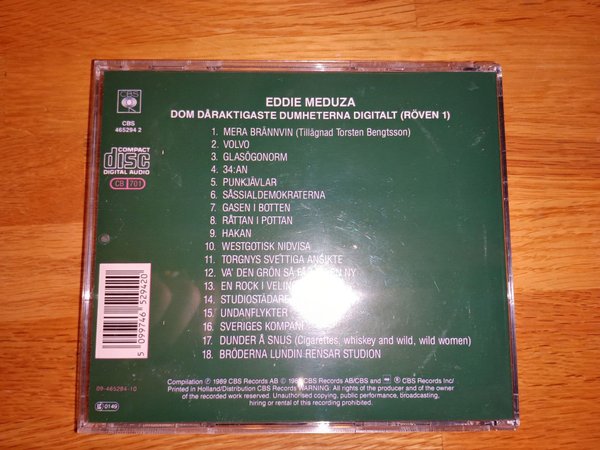 CBS
CBS
465294 2
COMPACT
disc
DIGITAL AUDIO
CB 701
EDDIE MEDUZA
DOM DÅRAKTIGASTE DUMHETERNA DIGITALT (RÖVEN 1)
1. MERA BRÄNNVIN (Tillägnad Torsten Bengtsson)
2. VOLVO
3. GLASÖGONORM
4. 34:AN
5. PUNKJÄVLAR
6. SÅSSIALDEMOKRATERNA
7. GASEN I BOTTEN
8. RÅTTAN I POTTAN
9. HAKAN
10. WESTGOTISK NIDVISA
11. TORGNYS SVETTIGA ANSIKTE
12. VA' DEN GRÖN SÅ NY
13. EN ROCK I
14. STUDIOSTÄDARE
15. UNDANFLYKTER
16. SVERIGES
17. DUNDER Å SNUS (Cigarettes, whiskey and wild, wild women)
18. BRÖDERNA LUNDIN RENSAR STUDION
5 099746 529420
09-465294-10
Compilation Ⓟ 1989 CBS Records AB © CBS Records AB/CBS and ® CBS Records Inc/
Printed in Holland/Distribution CBS Records WARNING: All rights of the producer and of the owner
of the recorded work reserved. Unauthorised copying, public performance, broadcasting,
hiring or rental of this recording prohibited.
0149